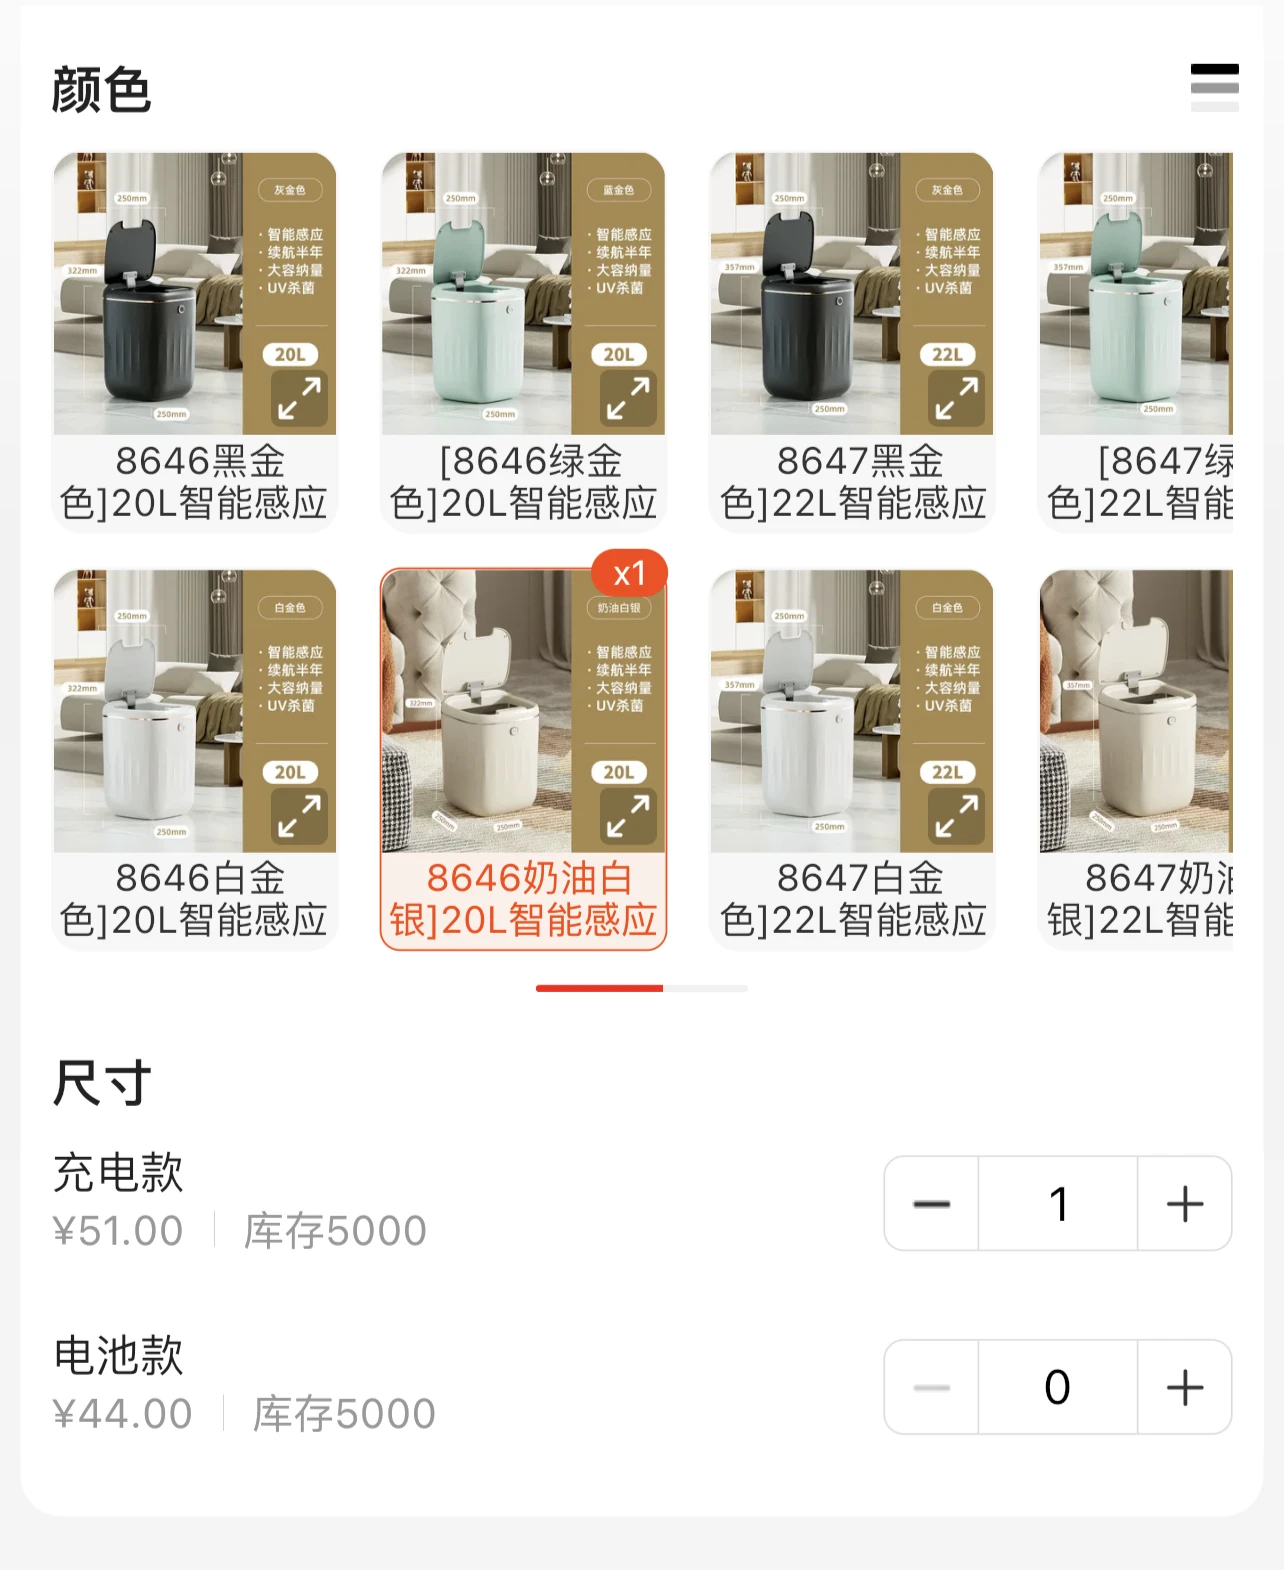 颜色
250mm
322mm
灰金色
· 智能感应
· 续航半年
· 大容纳量
· UV杀菌
20L
250mm
8646黑金
色]20L智能感应
250mm
322mm
蓝金色
· 智能感应
· 续航半年
· 大容纳量
· UV杀菌
20L
250mm
[8646绿金
色]20L智能感应
250mm
357mm
灰金色
· 智能感应
· 续航半年
· 大容纳量
· UV杀菌
22L
250mm
8647黑金
色]22L智能感应
250mm
357mm
250mm
[8647绿
色]22L智能
250mm
322mm
白金色
· 智能感应
· 续航半年
· 大容纳量
· UV杀菌
20L
250mm
8646白金
色]20L智能感应
x1
322mm
奶油白银
· 智能感应
· 续航半年
· 大容纳量
· UV杀菌
20L
250mm
250mm
8646奶油白
银]20L智能感应
250mm
357mm
白金色
· 智能感应
· 续航半年
· 大容纳量
· UV杀菌
22L
250mm
8647白金
色]22L智能感应
357mm
250mm
250mm
8647奶油
银]22L智能
尺寸
充电款
¥51.00 库存5000
1
电池款
¥44.00 库存5000
0